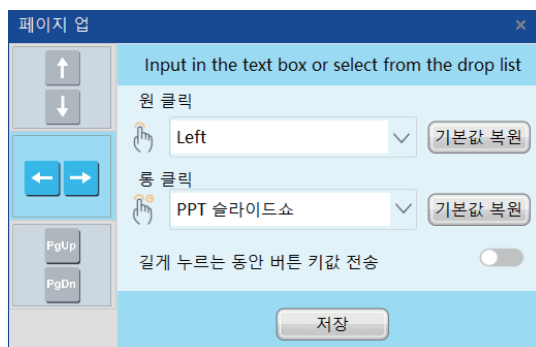 페이지 업
×
Input in the text box or select from the drop list
원 클릭
Left
기본값 복원
롱 클릭
PPT 슬라이드쇼
기본값 복원
PgUp
PgDn
길게 누르는 동안 버튼 키값 전송
저장